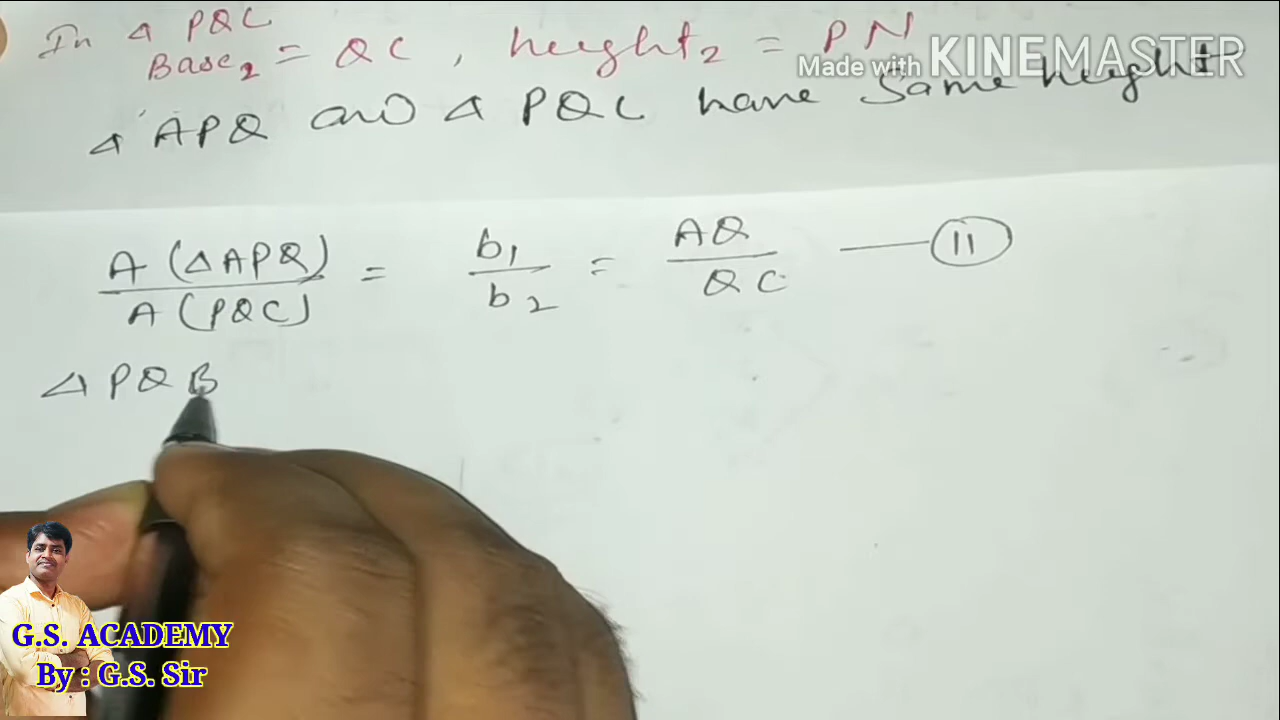 In △ PQC
Base₂ = QC , height₂ = PN
Made with KINEMASTER
△ APQ and △ PQC have same height
A (△APQ) / A (PQC) = b₁ / b₂ = AQ / QC — (11)
△ PQB
G.S. ACADEMY
By : G.S. Sir